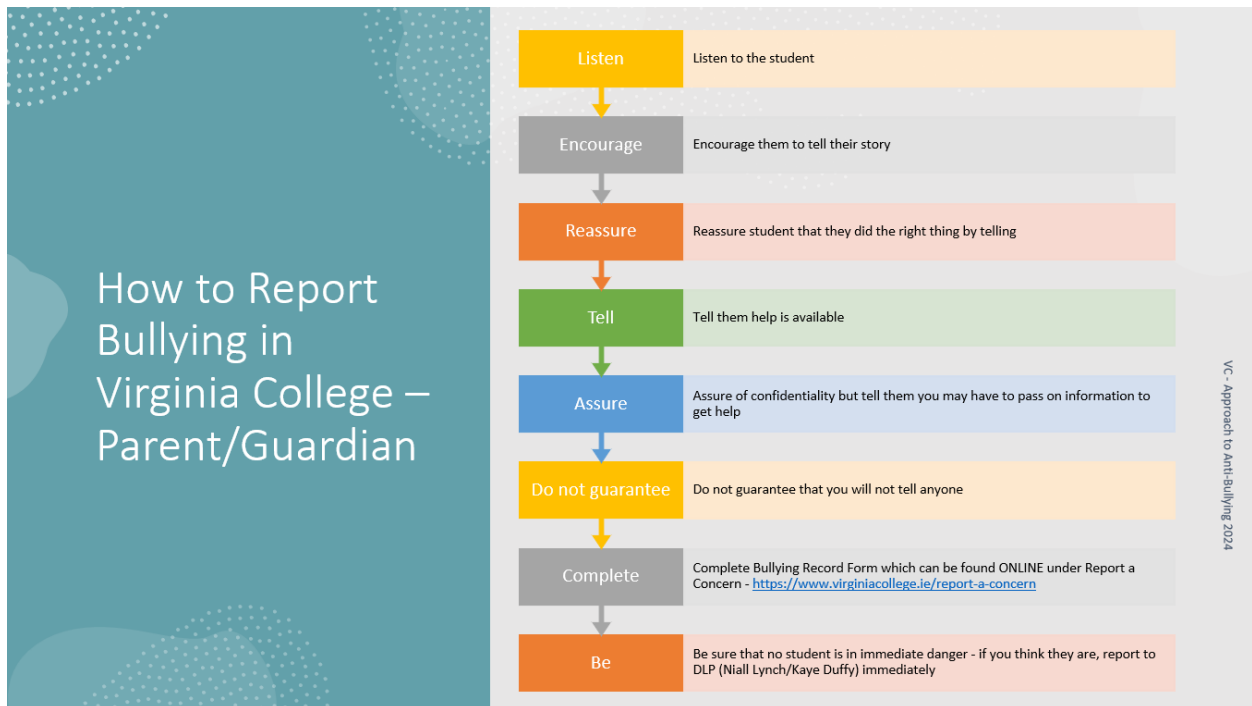 How to Report
Bullying in
Virginia College –
Parent/Guardian
Listen
Listen to the student
Encourage
Encourage them to tell their story
Reassure
Reassure student that they did the right thing by telling
Tell
Tell them help is available
Assure
Assure of confidentiality but tell them you may have to pass on information to
get help
Do not guarantee
Do not guarantee that you will not tell anyone
Complete
Complete Bullying Record Form which can be found ONLINE under Report a
Concern - https://www.virginiacollege.ie/report-a-concern
Be
Be sure that no student is in immediate danger - if you think they are, report to
DLP (Niall Lynch/Kaye Duffy) immediately
VC - Approach to Anti-Bullying 2024